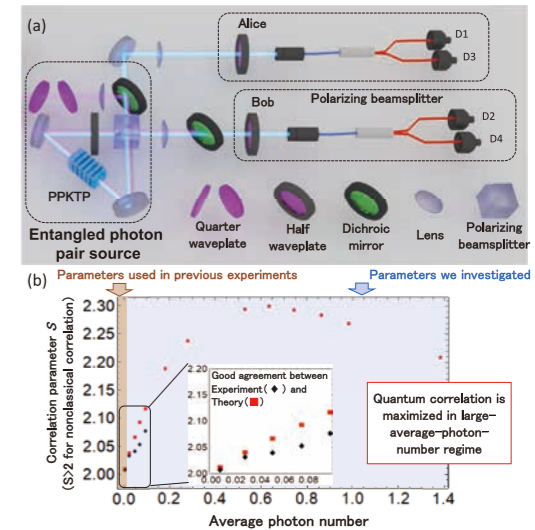 (a)
Alice
D1
D3
Bob
Polarizing beamsplitter
D2
D4
PPKTP
Entangled photon
pair source
Quarter
waveplate
Half
waveplate
Dichroic
mirror
Lens
Polarizing
beamsplitter
(b)
Parameters used in previous experiments
Parameters we investigated
Correlation parameter S
(S>2 for nonclassical correlation)
2.30
2.25
2.20
2.15
2.10
2.05
2.00
2.20
2.15
2.10
2.05
2.00
Good agreement between
Experiment(◆) and
Theory(■)
0.00
0.02
0.04
0.06
0.08
Quantum correlation is
maximized in large-
average-photon-
number regime
0.0
0.2
0.4
0.6
0.8
1.0
1.2
1.4
Average photon number